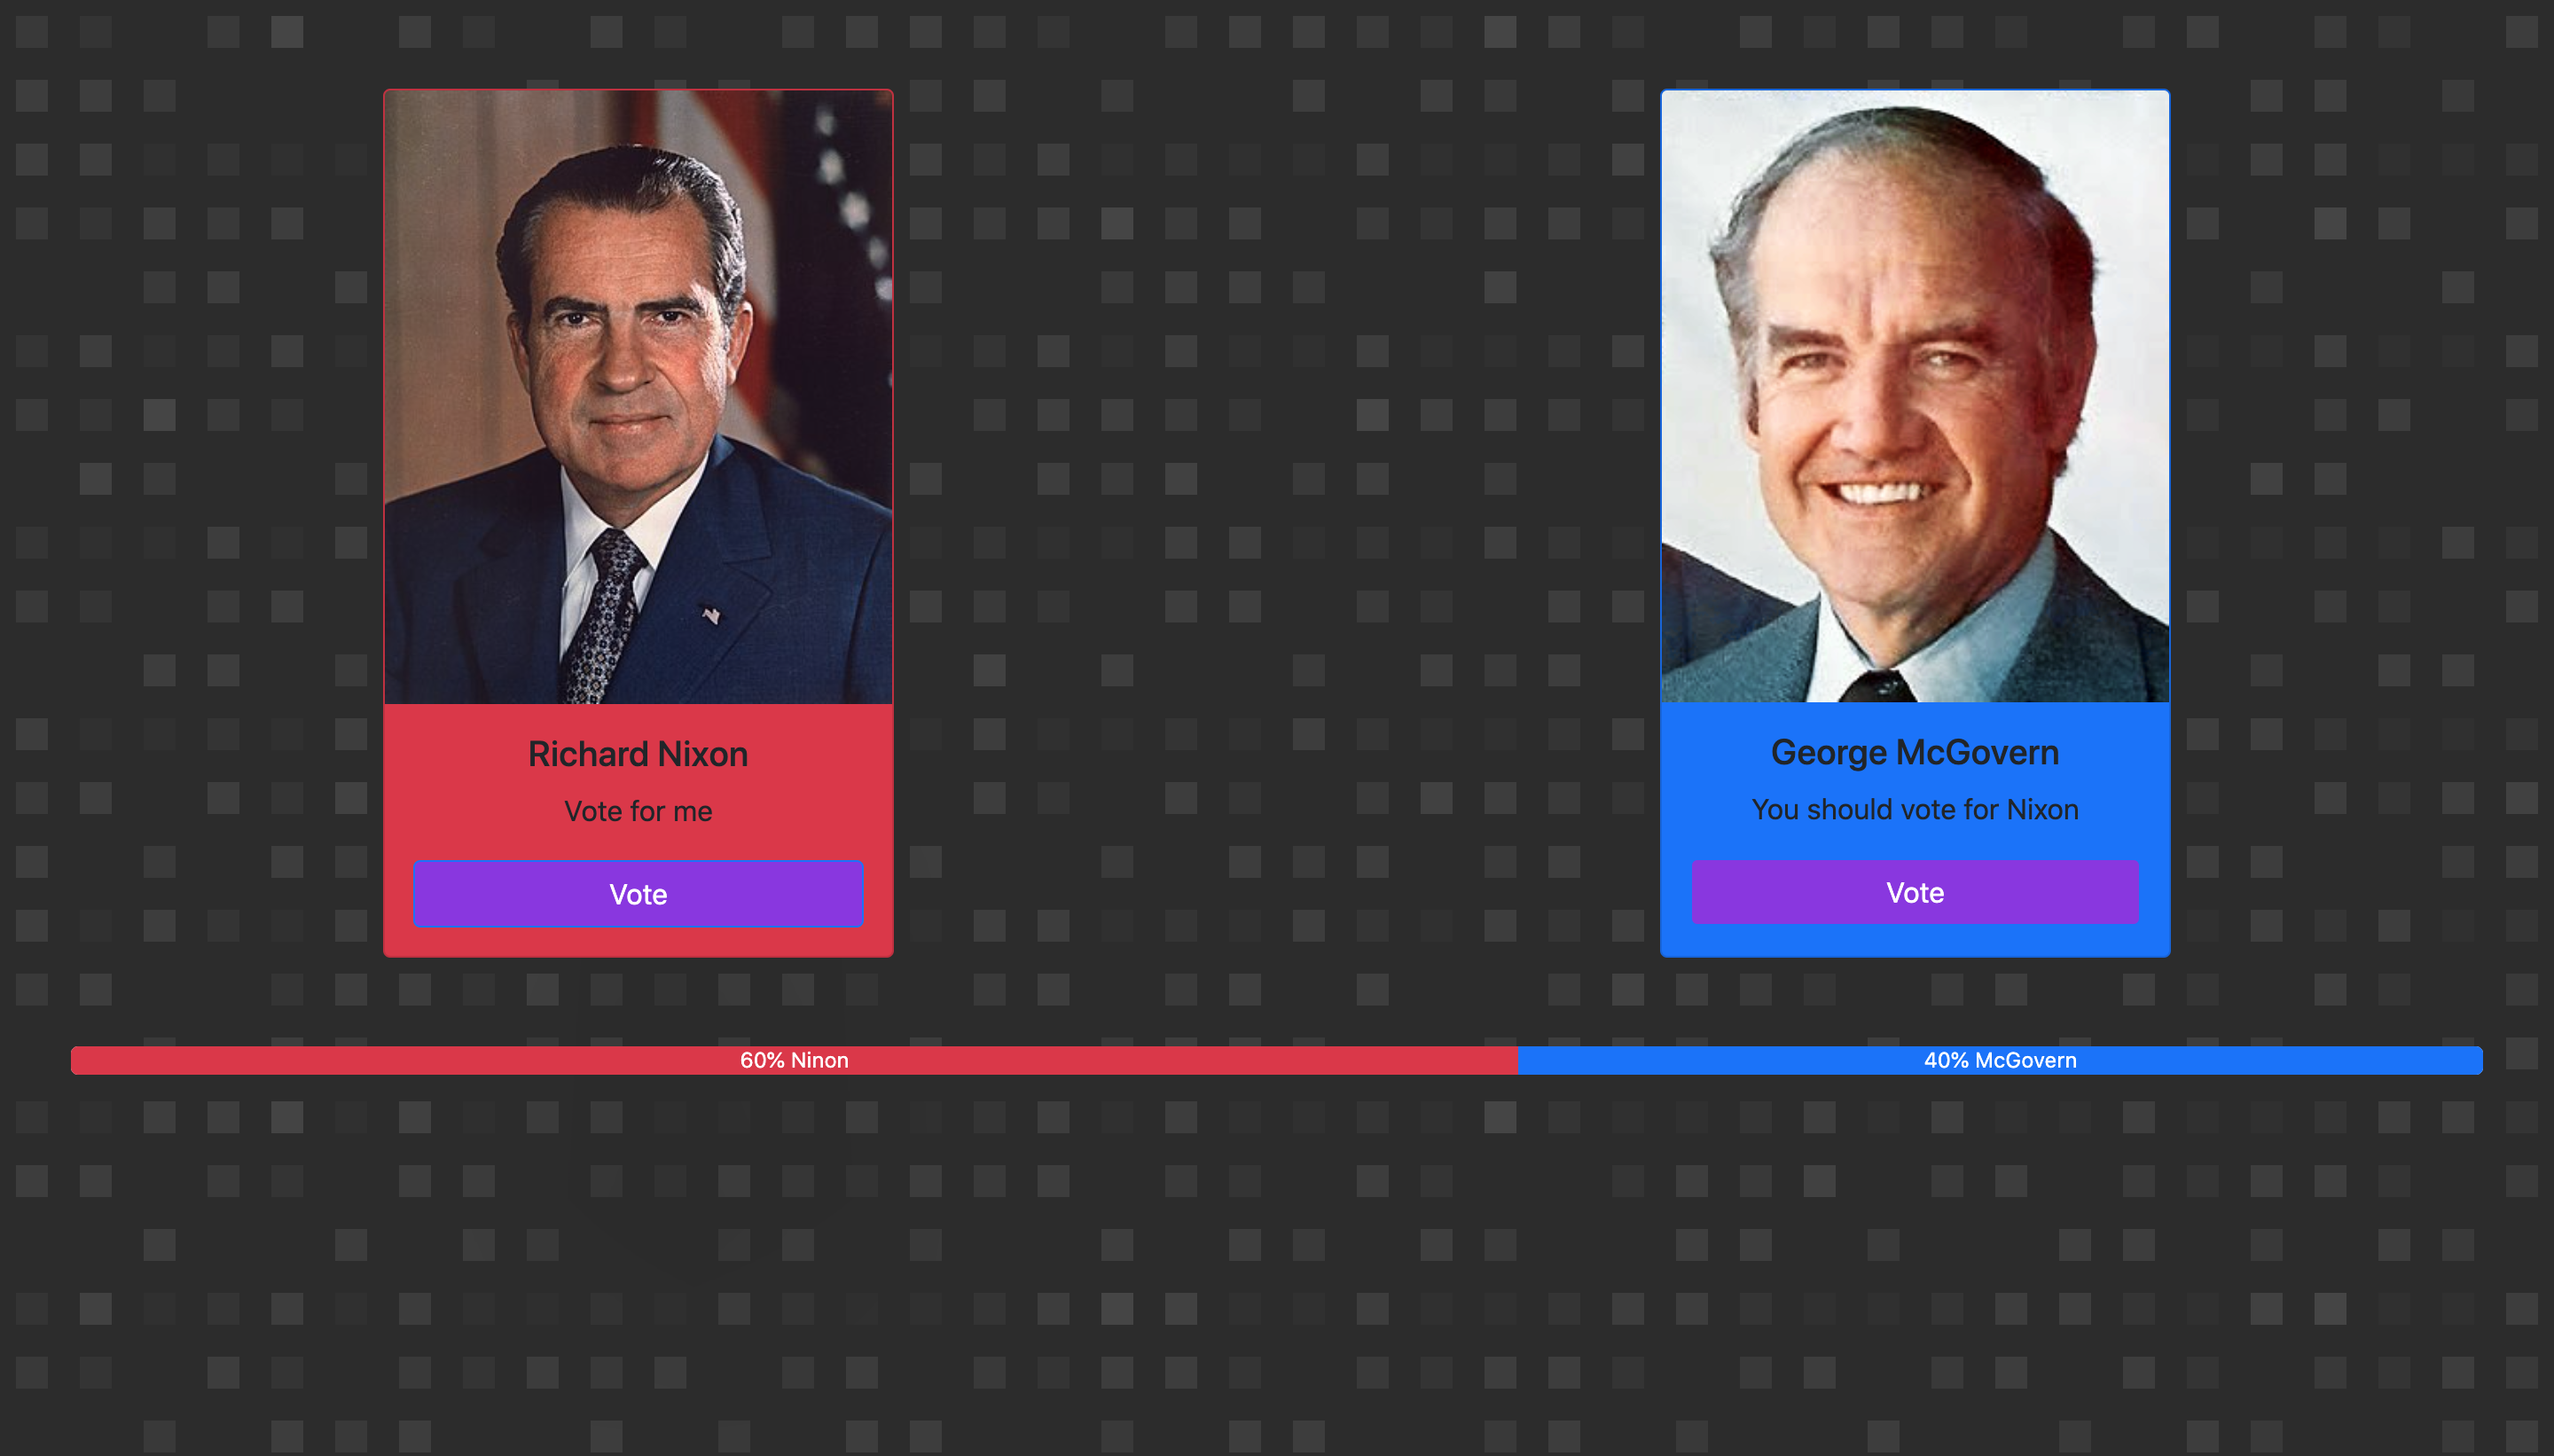 Richard Nixon
Vote for me
Vote
George McGovern
You should vote for Nixon
Vote
60% Ninon
40% McGovern